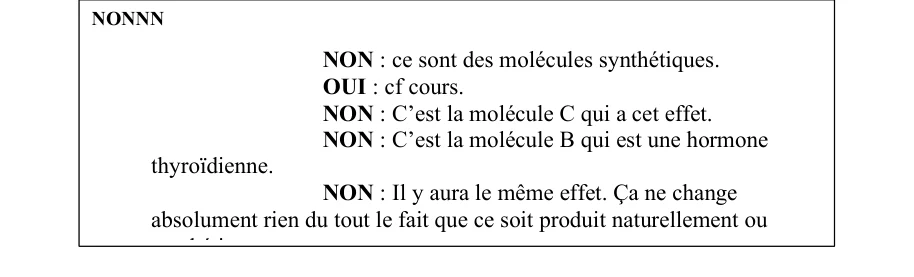 NONNN
NON : ce sont des molécules synthétiques.
OUI : cf cours.
NON : C’est la molécule C qui a cet effet.
NON : C’est la molécule B qui est une hormone
thyroïdienne.
NON : Il y aura le même effet. Ça ne change
absolument rien du tout le fait que ce soit produit naturellement ou